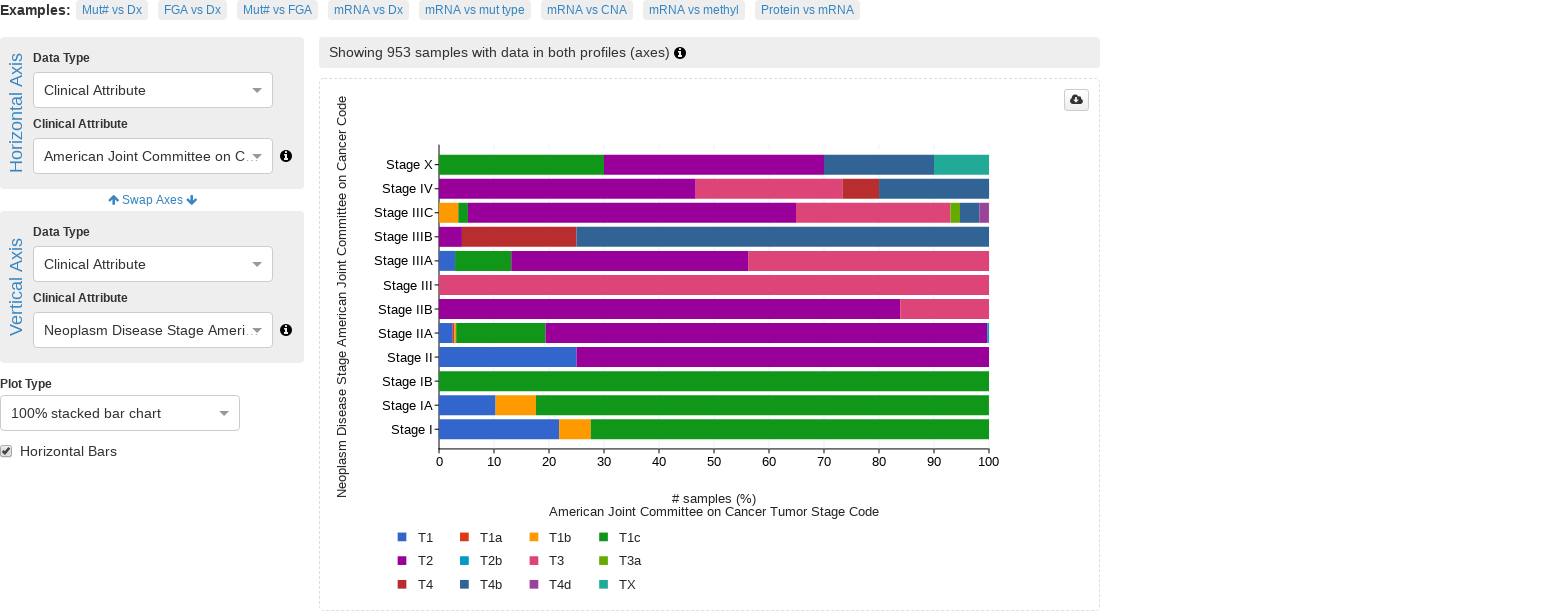 Examples: Mut# vs Dx FGA vs Dx Mut# vs FGA mRNA vs Dx mRNA vs mut type mRNA vs CNA mRNA vs methyl Protein vs mRNA
Horizontal Axis
Data Type
Clinical Attribute
Clinical Attribute
American Joint Committee on C...
Swap Axes
Vertical Axis
Data Type
Clinical Attribute
Clinical Attribute
Neoplasm Disease Stage Ameri...
Plot Type
100% stacked bar chart
Horizontal Bars
Showing 953 samples with data in both profiles (axes)
Neoplasm Disease Stage American Joint Committee on Cancer Code
Stage X
Stage IV
Stage IIIC
Stage IIIB
Stage IIIA
Stage III
Stage IIB
Stage IIA
Stage II
Stage IB
Stage IA
Stage I
0 10 20 30 40 50 60 70 80 90 100
# samples (%)
American Joint Committee on Cancer Tumor Stage Code
T1 T1a T1b T1c
T2 T2b T3 T3a
T4 T4b T4d TX